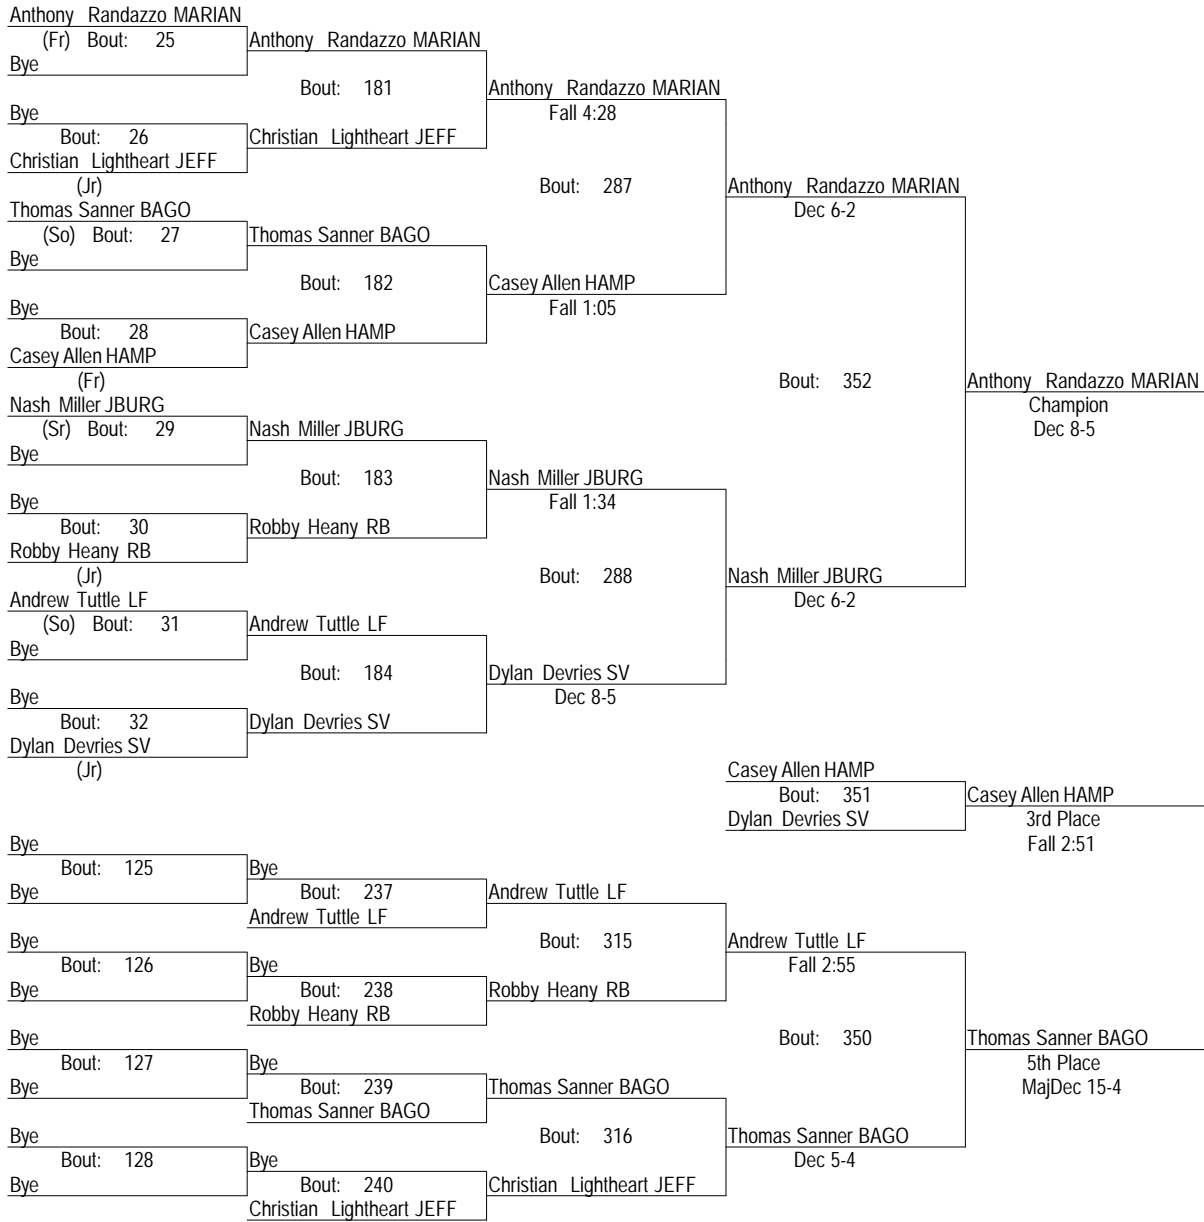 Anthony Randazzo MARIAN
(Fr) Bout: 25 Anthony Randazzo MARIAN
Bye
Bout: 181 Anthony Randazzo MARIAN
Bye Fall 4:28
Bout: 26 Christian Lightheart JEFF
Christian Lightheart JEFF
(Jr) Bout: 287 Anthony Randazzo MARIAN
Thomas Sanner BAGO Dec 6-2
(So) Bout: 27 Thomas Sanner BAGO
Bye
Bout: 182 Casey Allen HAMP
Bye Fall 1:05
Bout: 28 Casey Allen HAMP
Casey Allen HAMP
(Fr) Bout: 352 Anthony Randazzo MARIAN
Nash Miller JBURG Champion
(Sr) Bout: 29 Nash Miller JBURG Dec 8-5
Bye
Bout: 183 Nash Miller JBURG
Bye Fall 1:34
Bout: 30 Robby Heany RB
Robby Heany RB
(Jr) Bout: 288 Nash Miller JBURG
Andrew Tuttle LF Dec 6-2
(So) Bout: 31 Andrew Tuttle LF
Bye
Bout: 184 Dylan Devries SV
Bye Dec 8-5
Bout: 32 Dylan Devries SV
Dylan Devries SV
(Jr) Casey Allen HAMP
Bout: 351 Casey Allen HAMP
Dylan Devries SV 3rd Place
Bye Fall 2:51
Bout: 125 Bye
Bye Bout: 237 Andrew Tuttle LF
Andrew Tuttle LF
Bye Bout: 315 Andrew Tuttle LF
Bout: 126 Bye Fall 2:55
Bye Bout: 238 Robby Heany RB
Robby Heany RB
Bye Bout: 350 Thomas Sanner BAGO
Bout: 127 Bye 5th Place
Bye Bout: 239 Thomas Sanner BAGO MajDec 15-4
Thomas Sanner BAGO
Bye Bout: 316 Thomas Sanner BAGO
Bout: 128 Bye Dec 5-4
Bye Bout: 240 Christian Lightheart JEFF
Christian Lightheart JEFF